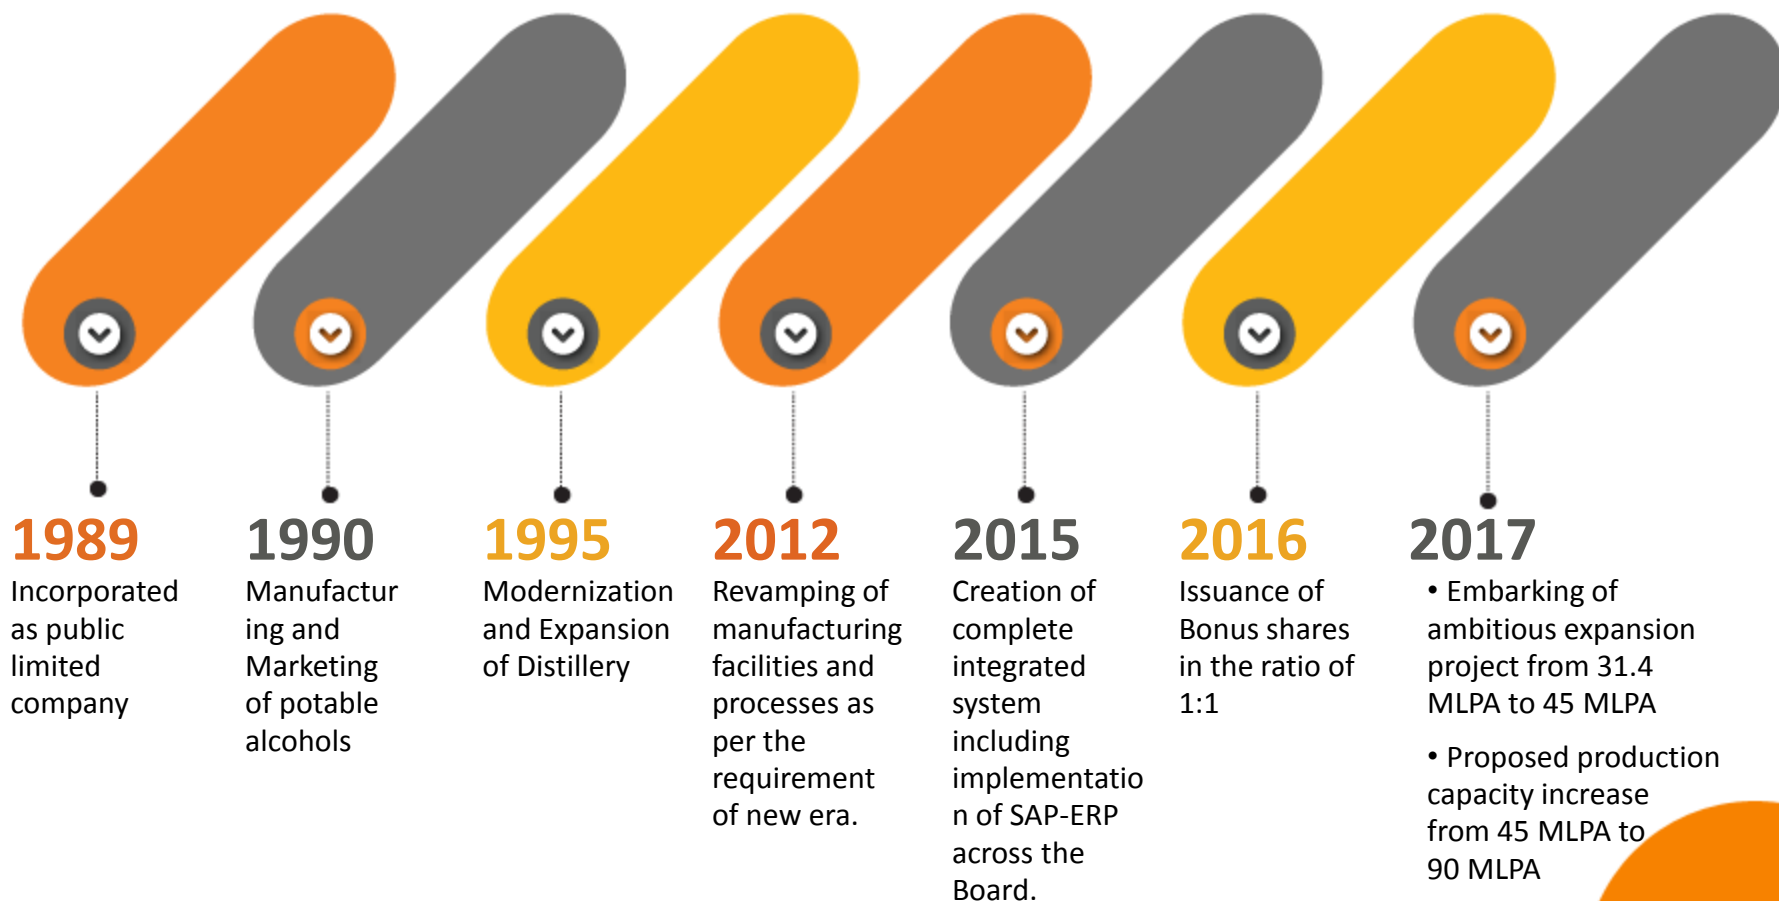 1989
Incorporated
as public
limited
company
1990
Manufactur
ing and
Marketing
of potable
alcohols
1995
Modernization
and Expansion
of Distillery
2012
Revamping of
manufacturing
facilities and
processes as
per the
requirement
of new era.
2015
Creation of
complete
integrated
system
including
implementatio
n of SAP-ERP
across the
Board.
2016
Issuance of
Bonus shares
in the ratio of
1:1
2017
• Embarking of
ambitious expansion
project from 31.4
MLPA to 45 MLPA
• Proposed production
capacity increase
from 45 MLPA to
90 MLPA